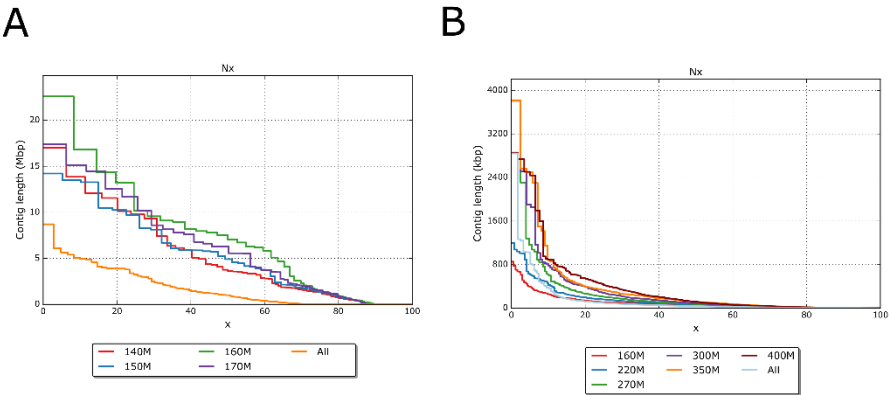 A
B
Nx
Contig length (Mbp)
20
15
10
5
0
0 20 40 60 80 100
x
140M 160M All
150M 170M
Nx
Contig length (kbp)
4000
3200
2400
1600
800
0
0 20 40 60 80 100
x
160M 300M 400M
220M 350M All
270M